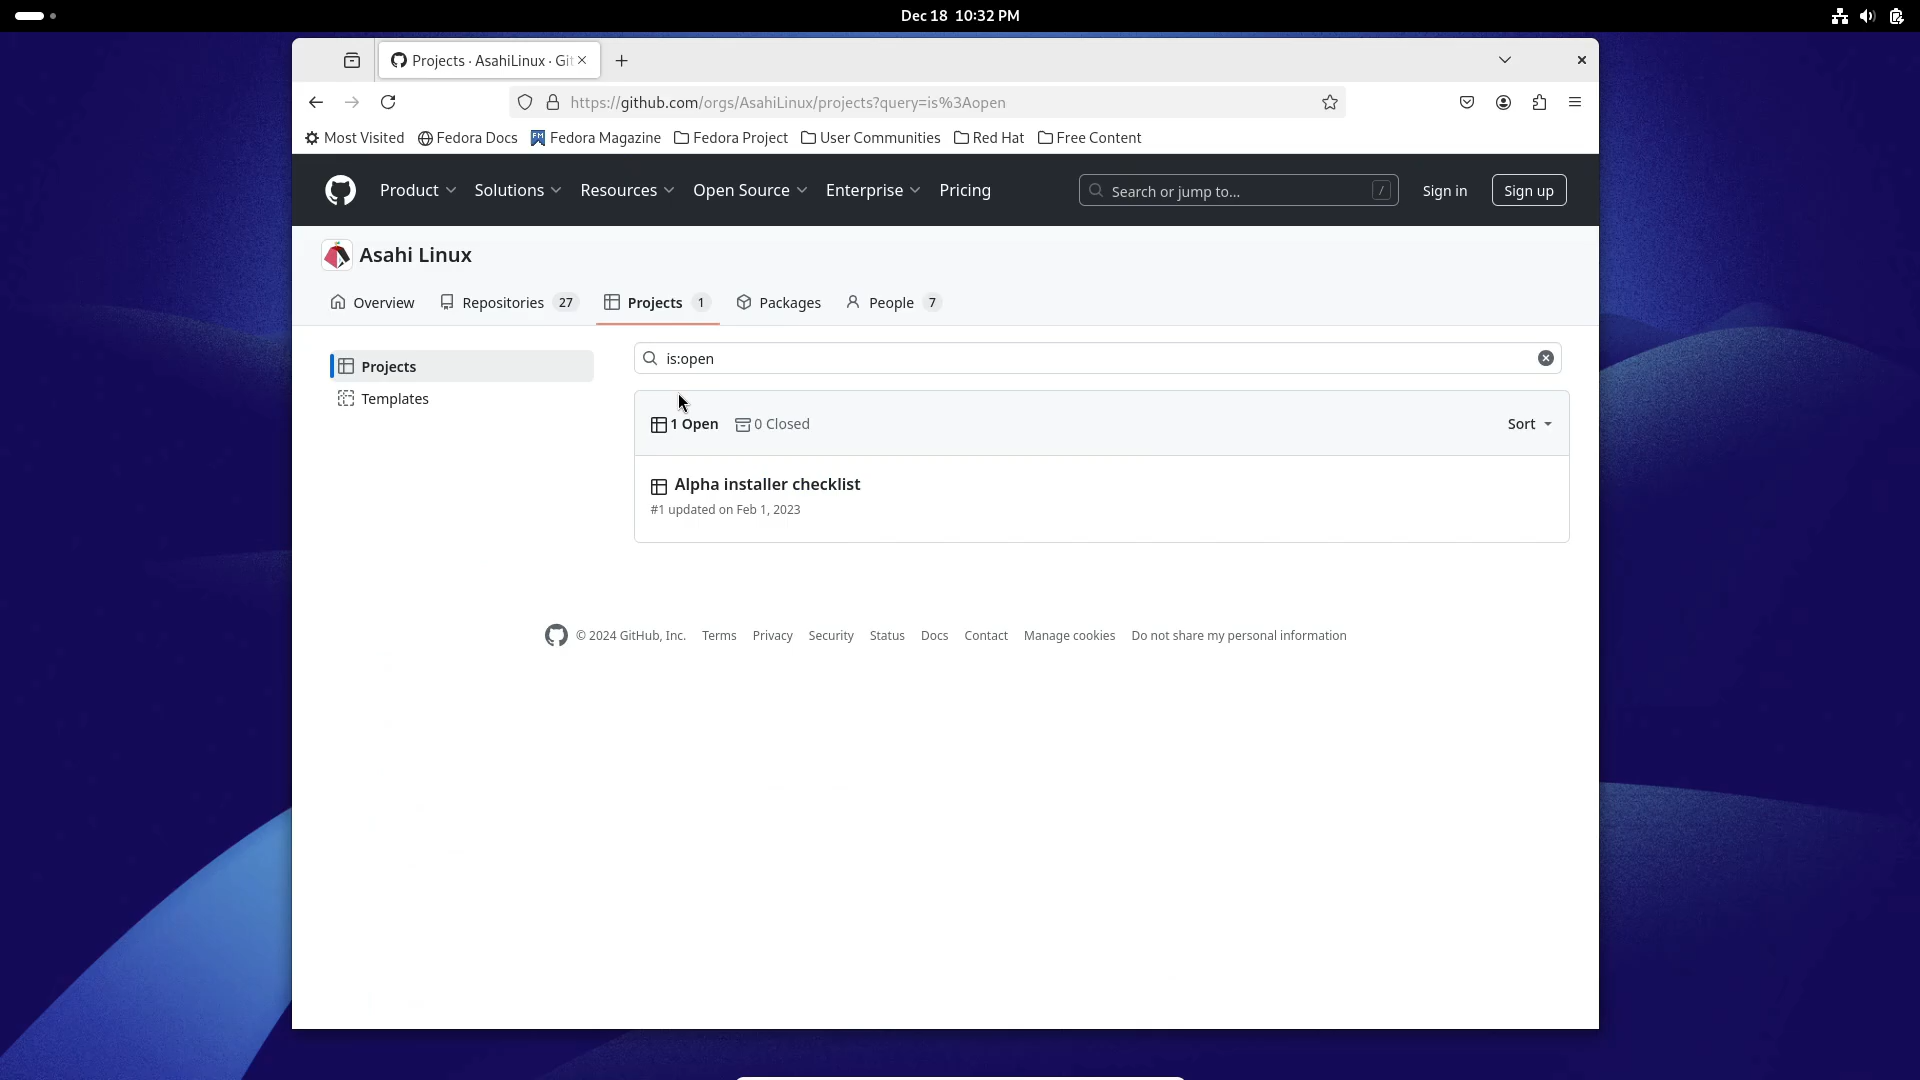 Dec 18 10:32 PM
Projects · AsahiLinux · Git
https://github.com/orgs/AsahiLinux/projects?query=is%3Aopen
Most Visited Fedora Docs Fedora Magazine Fedora Project User Communities Red Hat Free Content
Product Solutions Resources Open Source Enterprise Pricing Search or jump to... / Sign in Sign up
Asahi Linux
Overview Repositories 27 Projects 1 Packages People 7
Projects
Templates
is:open
1 Open 0 Closed Sort
Alpha installer checklist
#1 updated on Feb 1, 2023
© 2024 GitHub, Inc. Terms Privacy Security Status Docs Contact Manage cookies Do not share my personal information